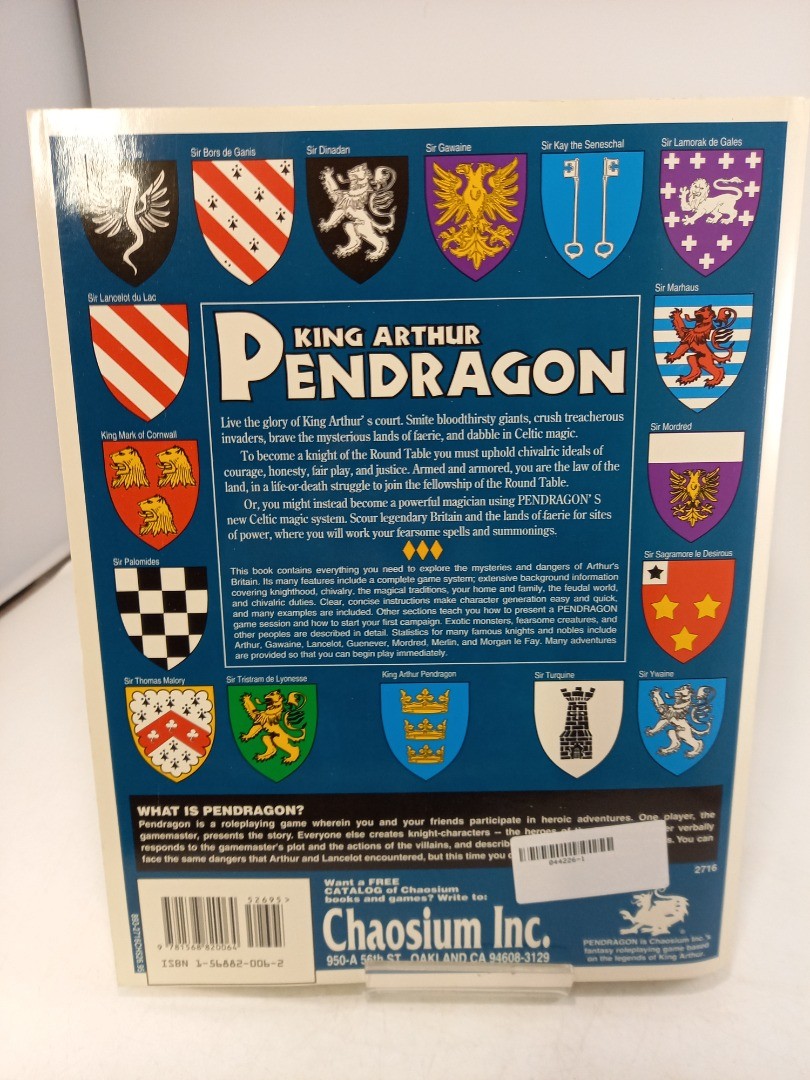 Sir Bors de Ganis
Sir Dinadan
Sir Gawaine
Sir Kay the Seneschal
Sir Lamorak de Gales
Sir Lancelot du Lac
Sir Marhaus
KING ARTHUR
PENDRAGON
Live the glory of King Arthur's court. Smite bloodthirsty giants, crush treacherous
invaders, brave the mysterious lands of faerie, and dabble in Celtic magic.
To become a knight of the Round Table you must uphold chivalric ideals of
courage, honesty, fair play, and justice. Armed and armored, you are the law of the
land, in a life-or-death struggle to join the fellowship of the Round Table.
Or, you might instead become a powerful magician using PENDRAGON'S
new Celtic magic system. Scour legendary Britain and the lands of faerie for sites
of power, where you will work your fearsome spells and summonings.
This book contains everything you need to explore the mysteries and dangers of Arthur's
Britain. Its many features include a complete game system; extensive background information
covering knighthood, chivalry, the magical traditions, your home and family, the feudal world,
and chivalric duties. Clear, concise instructions make character generation easy and quick,
and many examples are included. Other sections teach you how to present a PENDRAGON
game session and how to start your first campaign. Exotic monsters, fearsome creatures, and
other peoples are described in detail. Statistics for many famous knights and nobles include
Arthur, Gawaine, Lancelot, Guenever, Mordred, Merlin, and Morgan le Fay. Many adventures
are provided so that you can begin play immediately.
King Mark of Cornwall
Sir Mordred
Sir Palomides
Sir Sagramore le Desirous
Sir Thomas Malory
Sir Tristram de Lyonesse
King Arthur Pendragon
Sir Turquine
Sir Ywaine
WHAT IS PENDRAGON?
Pendragon is a roleplaying game wherein you and your friends participate in heroic adventures. One player, the
gamemaster, presents the story. Everyone else creates knight-characters -- the heroes of verbally
responds to the gamemaster's plot and the actions of the villains, and You can
face the same dangers that Arthur and Lancelot encountered, but this time you
044226-1
2716
52695>
9 781568 820064
ISBN 1-56882-006-2
Want a FREE
CATALOG of Chaosium
books and games? Write to:
Chaosium Inc.
950-A 56th ST., OAKLAND CA 94608-3129
PENDRAGON is Chaosium Inc.'s
fantasy roleplaying game based
on the legends of King Arthur.